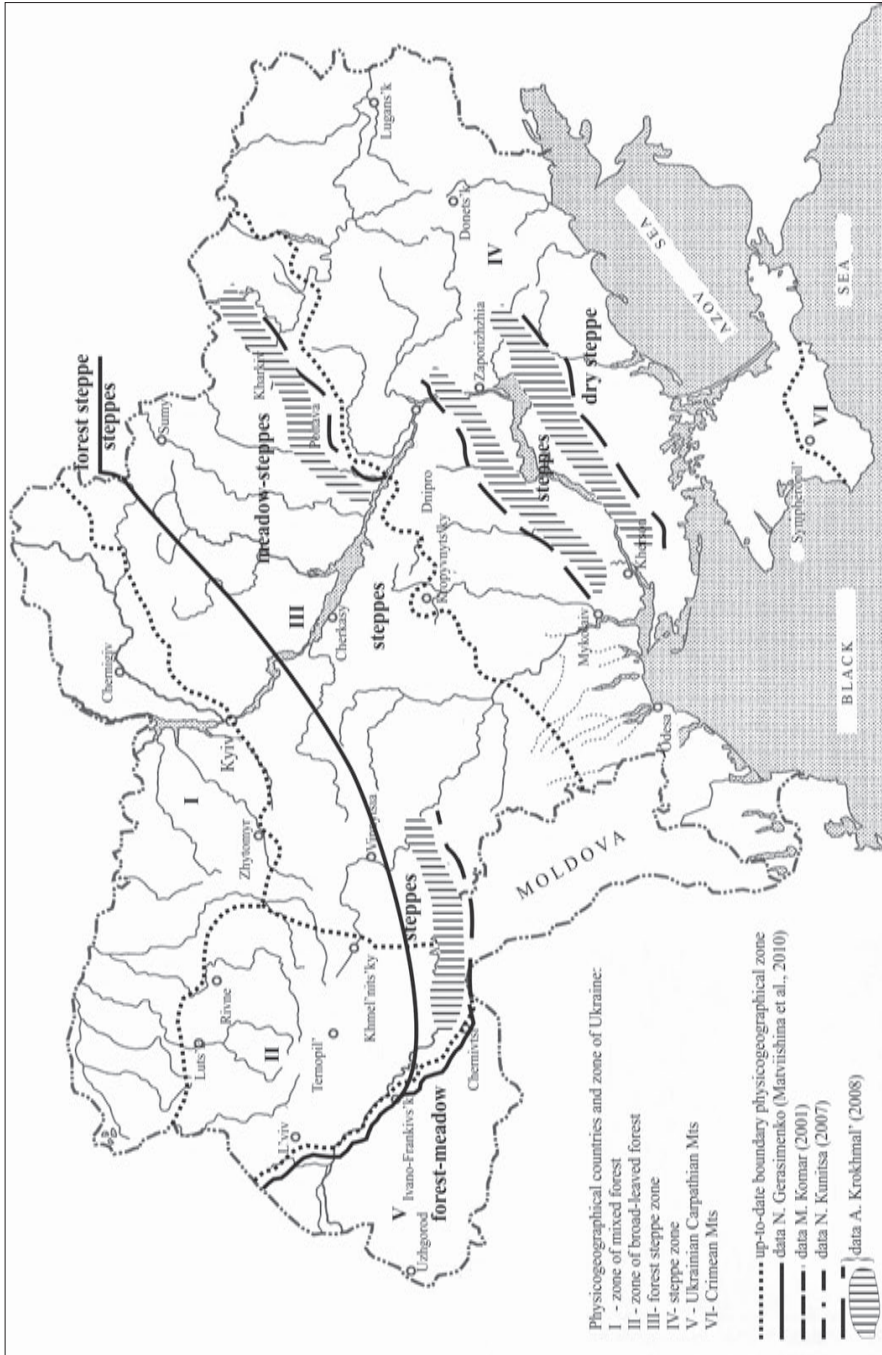 forest steppe
steppes
Sumy
Chernigiv
Kharkiv
Poltava
meadow-steppes
Lugans'k
Kyiv
I
Zhytomyr
III
Cherkasy
Dnipro
Donets'k
IV
Luts'k
Rivne
II
Ternopil'
Khmel'nits'ky
Vinnytssia
steppes
Kropyvnyts'ky
Zaporizhzhia
L'viv
Ivano-Frankivs'k
V
forest-meadow
Uzhgorod
Chernivtsi
steppes
steppes
dry steppe
Mykolaiv
Kherson
Odesa
MOLDOVA
AZOV SEA
BLACK SEA
Sympheropil'
VI
Physicogeographical countries and zone of Ukraine:
I - zone of mixed forest
II - zone of broad-leaved forest
III- forest steppe zone
IV- steppe zone
V - Ukrainian Carpathian Mts
VI- Crimean Mts
up-to-date boundary physicogeographical zone
data N. Gerasimenko (Matviishina et al., 2010)
data M. Komar (2001)
data N. Kunitsa (2007)
}data A. Krokhmal' (2008)